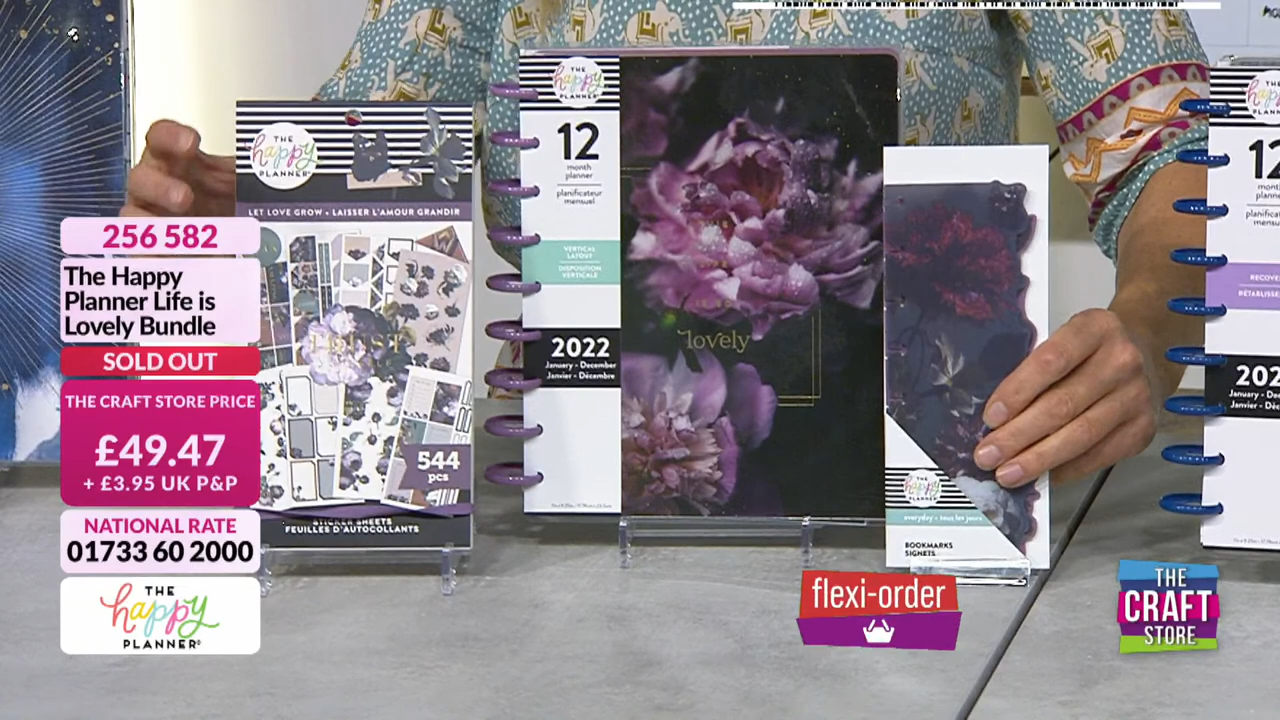 256 582
The Happy
Planner Life is
Lovely Bundle
SOLD OUT
THE CRAFT STORE PRICE
£49.47
+ £3.95 UK P&P
NATIONAL RATE
01733 60 2000
THE
happy
PLANNER®
THE
happy
PLANNER®
LET LOVE GROW • LAISSER L'AMOUR GRANDIR
544
pcs
STICKER SHEETS
FEUILLES D'AUTOCOLLANTS
THE
happy
PLANNER
12
month
planner
planificateur
mensuel
VERTICAL
LAYOUT
DISPOSITION
VERTICALE
2022
January - December
Janvier - Décembre
lovely
THE
happy
PLANNER
everyday • tous les jours
BOOKMARKS
SIGNETS
flexi-order
THE
CRAFT
STORE